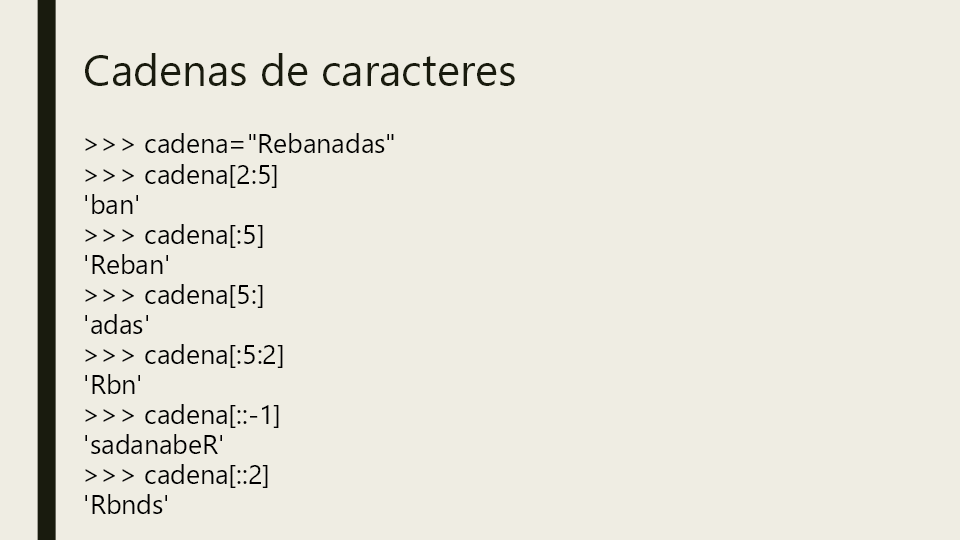 Cadenas de caracteres
>>> cadena="Rebanadas"
>>> cadena[2:5]
'ban'
>>> cadena[:5]
'Reban'
>>> cadena[5:]
'adas'
>>> cadena[:5:2]
'Rbn'
>>> cadena[::-1]
'sadanabeR'
>>> cadena[::2]
'Rbnds'